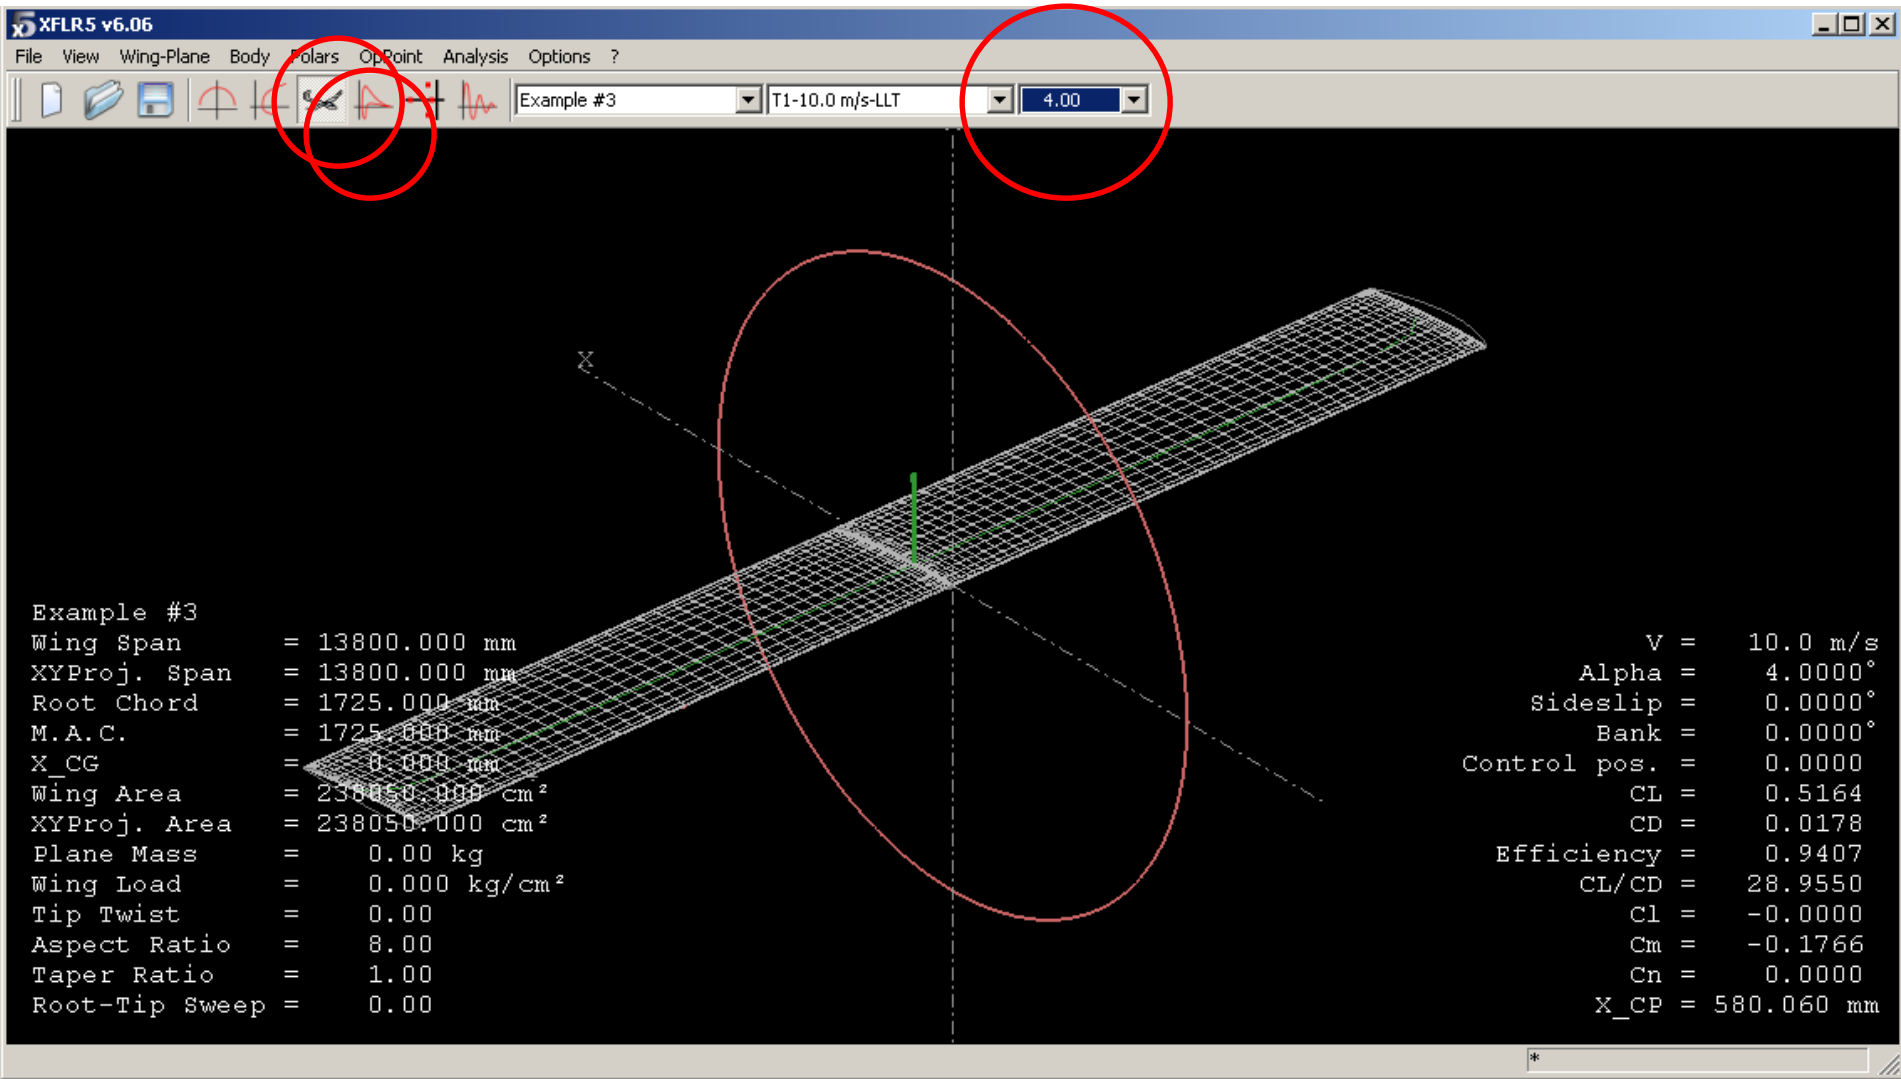 XFLR5 v6.06
File View Wing-Plane Body Polars OpPoint Analysis Options ?
Example #3 T1-10.0 m/s-LLT 4.00
X
Example #3
Wing Span = 13800.000 mm
XYProj. Span = 13800.000 mm
Root Chord = 1725.000 mm
M.A.C. = 1725.000 mm
X_CG = 0.000 mm
Wing Area = 238050.000 cm²
XYProj. Area = 238050.000 cm²
Plane Mass = 0.00 kg
Wing Load = 0.000 kg/cm²
Tip Twist = 0.00
Aspect Ratio = 8.00
Taper Ratio = 1.00
Root-Tip Sweep = 0.00
V = 10.0 m/s
Alpha = 4.0000°
Sideslip = 0.0000°
Bank = 0.0000°
Control pos. = 0.0000
CL = 0.5164
CD = 0.0178
Efficiency = 0.9407
CL/CD = 28.9550
Cl = -0.0000
Cm = -0.1766
Cn = 0.0000
X_CP = 580.060 mm
*